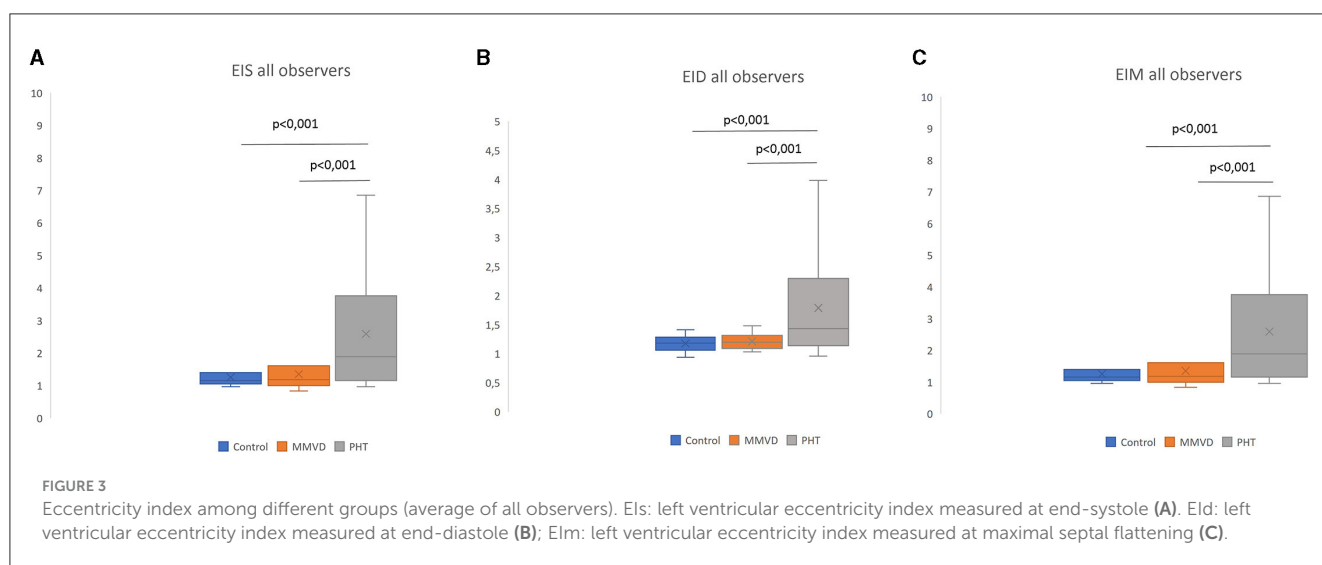 A
EIS all observers
10
9
8
7
6
5
4
3
2
1
0
p<0,001
p<0,001
Control MMVD PHT
B
EID all observers
5
4,5
4
3,5
3
2,5
2
1,5
1
0,5
0
p<0,001
p<0,001
Control MMVD PHT
C
EIM all observers
10
9
8
7
6
5
4
3
2
1
0
p<0,001
p<0,001
Control MMVD PHT
FIGURE 3
Eccentricity index among different groups (average of all observers). EIs: left ventricular eccentricity index measured at end-systole (A). EId: left
ventricular eccentricity index measured at end-diastole (B); EIm: left ventricular eccentricity index measured at maximal septal flattening (C).